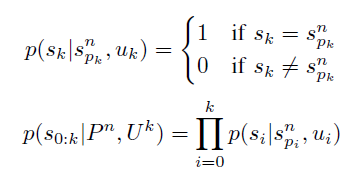 p(s_k|s^n_{p_k}, u_k) = { 1 if s_k = s^n_{p_k}
0 if s_k ≠ s^n_{p_k}
p(s_{0:k}|P^n, U^k) = ∏_{i=0}^{k} p(s_i|s^n_{p_i}, u_i)